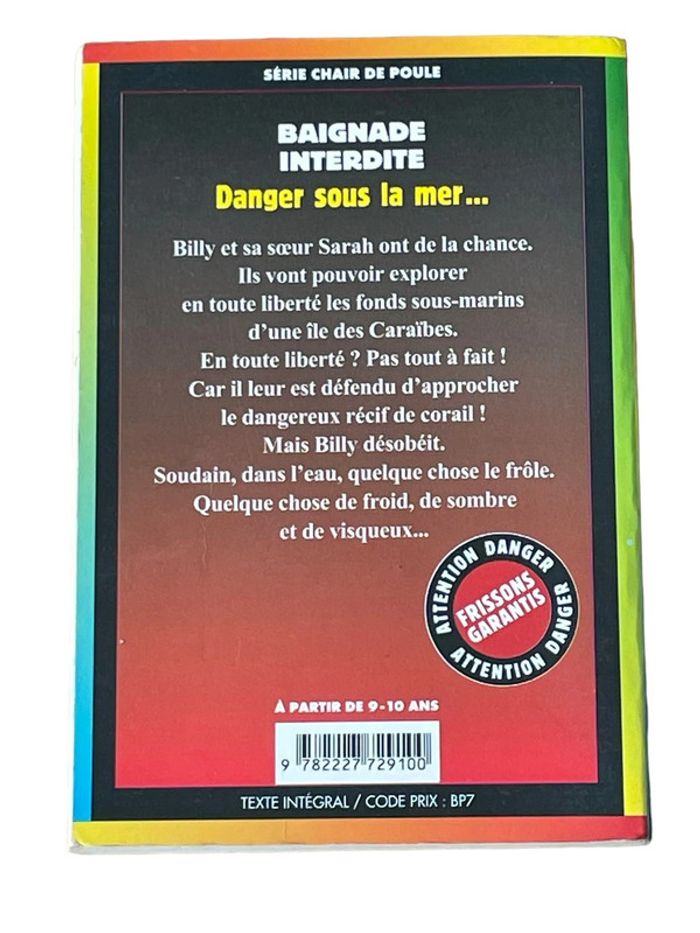 SÉRIE CHAIR DE POULE
BAIGNADE
INTERDITE
Danger sous la mer...
Billy et sa sœur Sarah ont de la chance.
Ils vont pouvoir explorer
en toute liberté les fonds sous-marins
d'une île des Caraïbes.
En toute liberté ? Pas tout à fait !
Car il leur est défendu d'approcher
le dangereux récif de corail !
Mais Billy désobéit.
Soudain, dans l'eau, quelque chose le frôle.
Quelque chose de froid, de sombre
et de visqueux...
ATTENTION DANGER
FRISSONS
GARANTIS
ATTENTION DANGER
À PARTIR DE 9-10 ANS
9 782227 729100
TEXTE INTÉGRAL / CODE PRIX : BP7